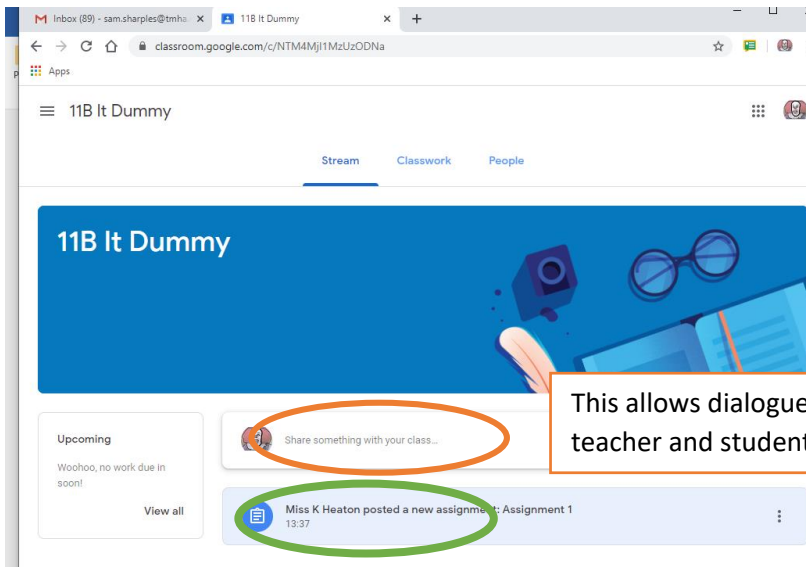 Inbox (89) - sam.sharples@tmha
11B It Dummy
classroom.google.com/c/NTM4MjI1MzUzODNa
Apps
11B It Dummy
Stream Classwork People
11B It Dummy
This allows dialogue
teacher and student
Upcoming
Woohoo, no work due in
soon!
View all
Share something with your class...
Miss K Heaton posted a new assignment: Assignment 1
13:37